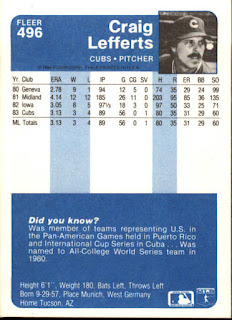 FLEER
496
Craig
Lefferts
CUBS • PITCHER
Yr. Club ERA W L IP G CG SV H R ER BB SO
80 Geneva 2.78 9 1 94 12 5 0 74 35 29 24 99
81 Midland 4.14 12 12 185 26 11 0 203 95 85 36 135
82 Iowa 3.05 8 5 97⅓ 18 3 0 97 50 33 25 71
83 Cubs 3.13 3 4 89 56 0 1 80 35 31 29 60
ML Totals 3.13 3 4 89 56 0 1 80 35 31 29 60
Did you know?
Was member of teams representing U.S. in
the Pan-American Games held in Puerto Rico
and International Cup Series in Cuba . . . Was
named to All-College World Series team in
1980.
Height 6'1", Weight 180, Bats Left, Throws Left
Born 9-29-57, Place Munich, West Germany
Home Tucson, AZ